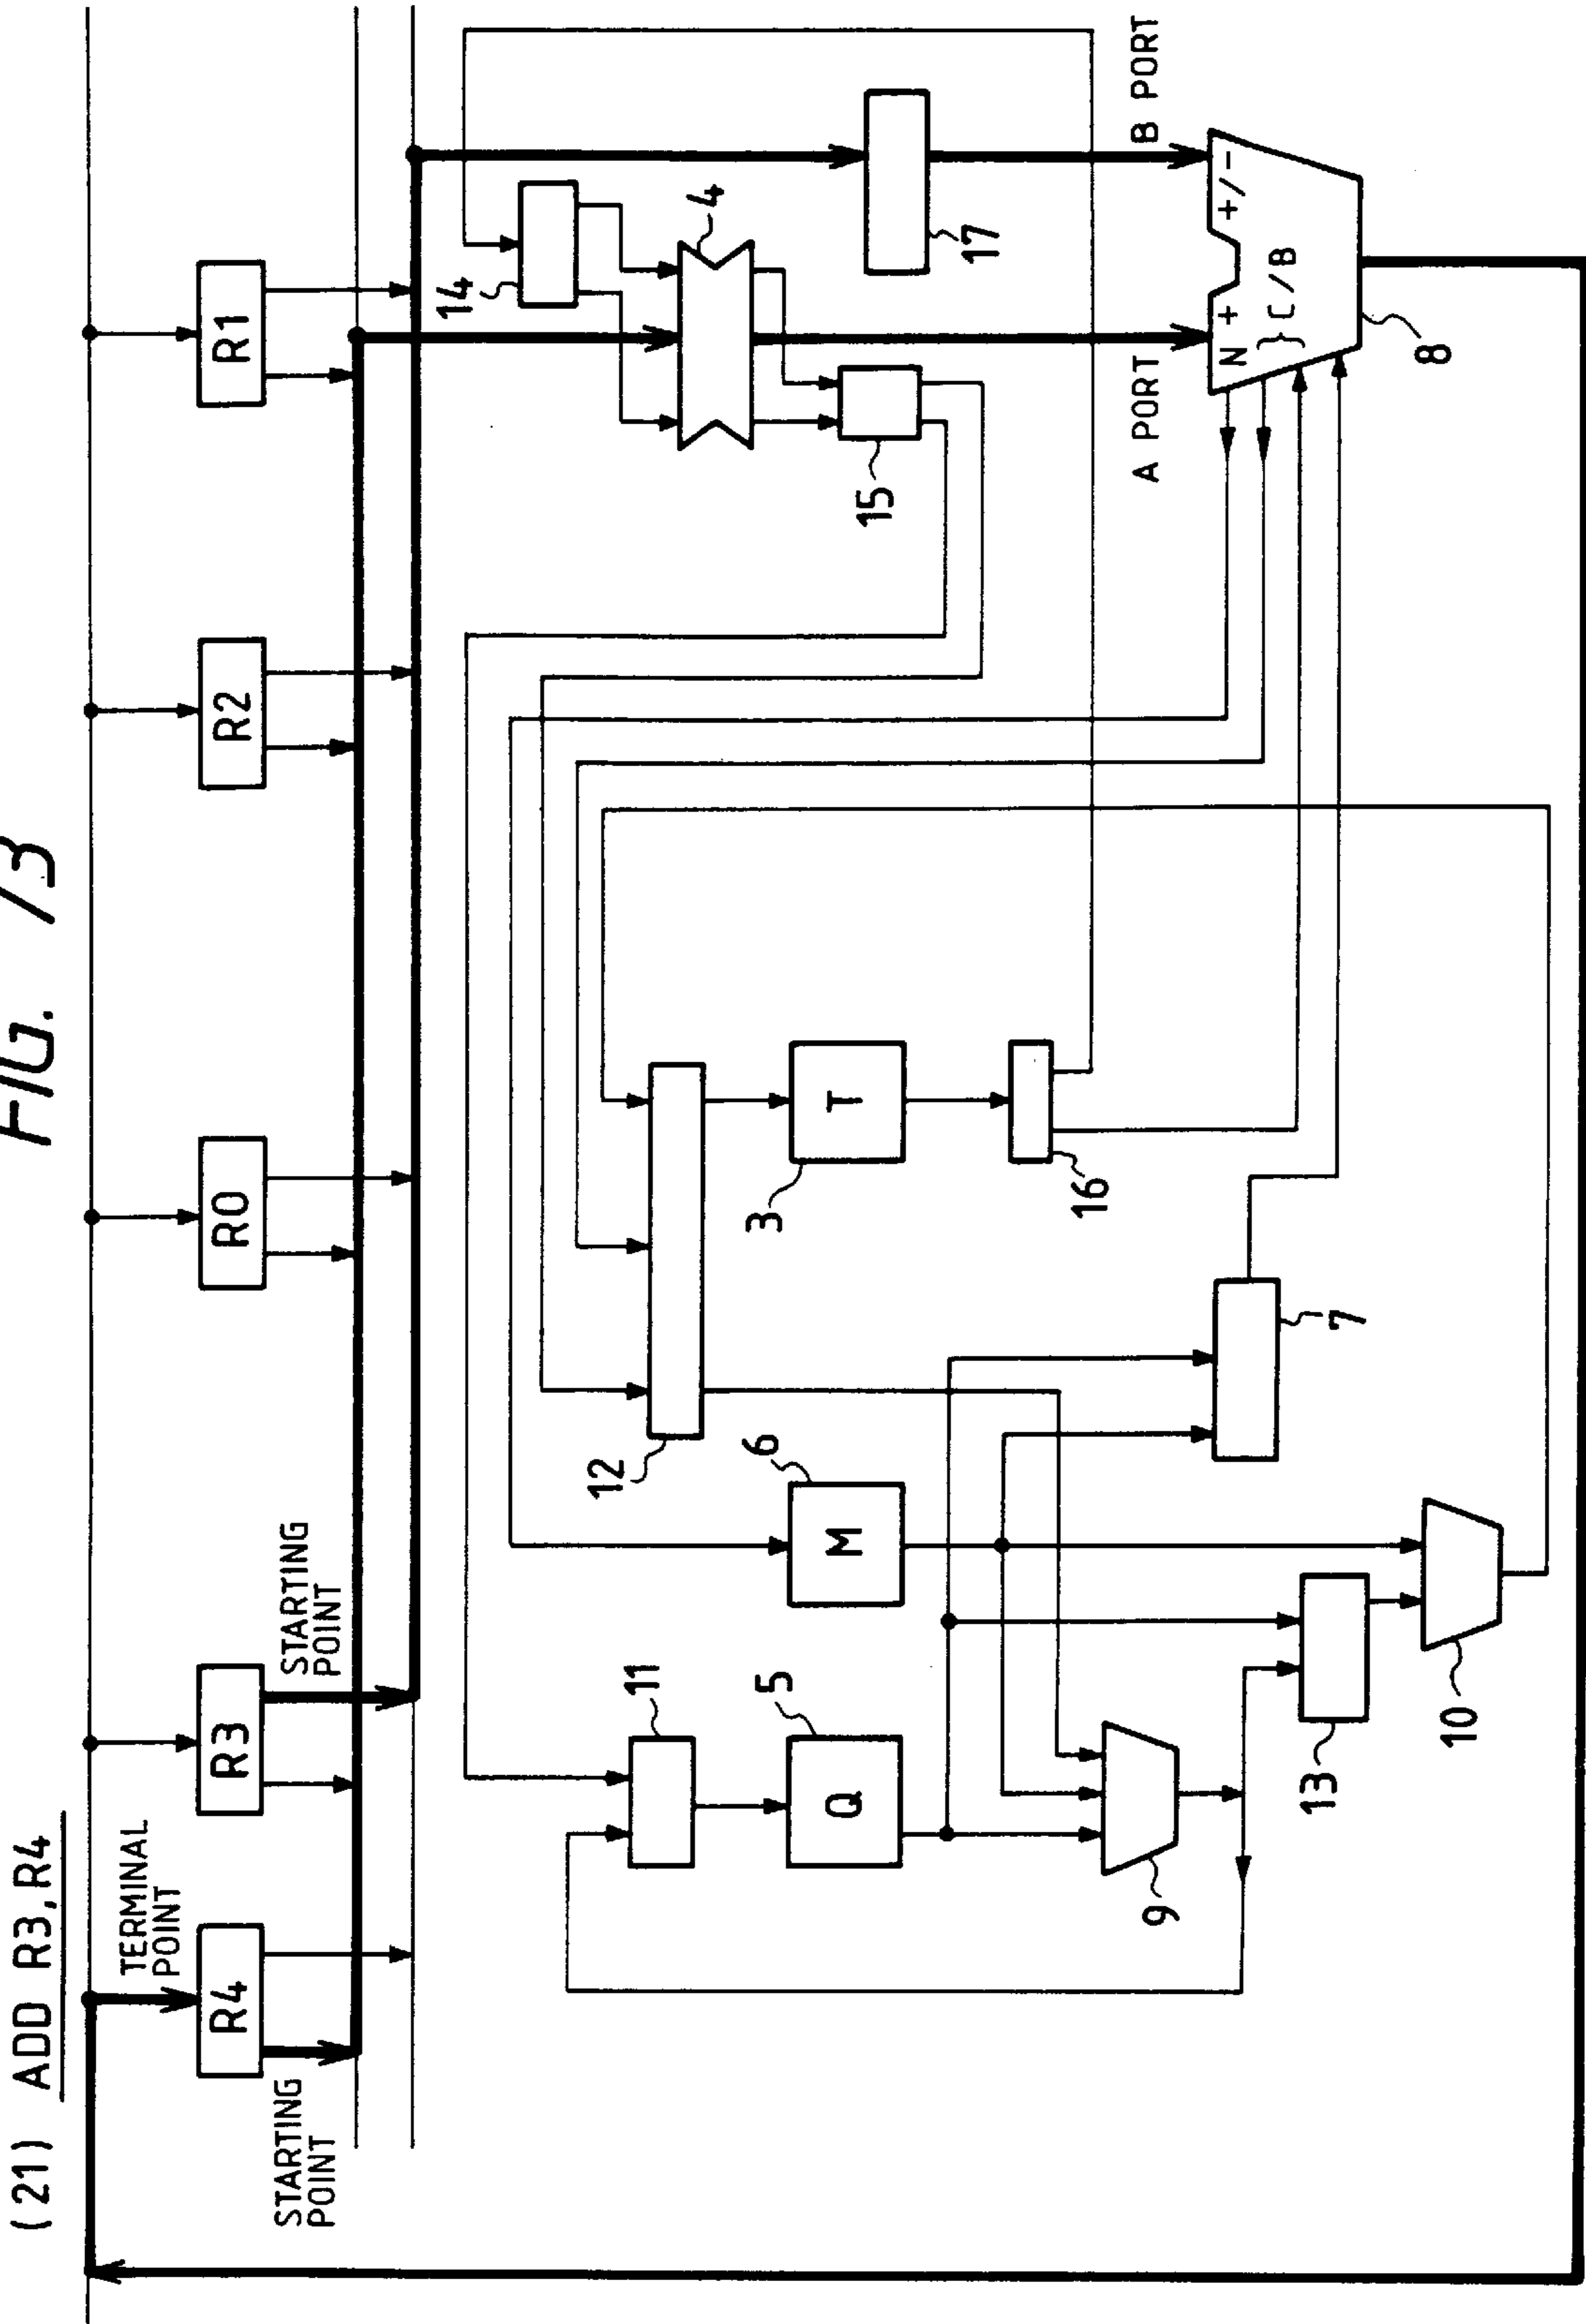 FIG. 13
(21) ADD R3,R4
TERMINAL
POINT
STARTING
POINT
STARTING
POINT
R4
R3
R0
R2
R1
14
4
17
15
12
11
6
5
3
M
Q
T
16
7
9
13
10
8
A PORT
B PORT
N + +/-
} C/B